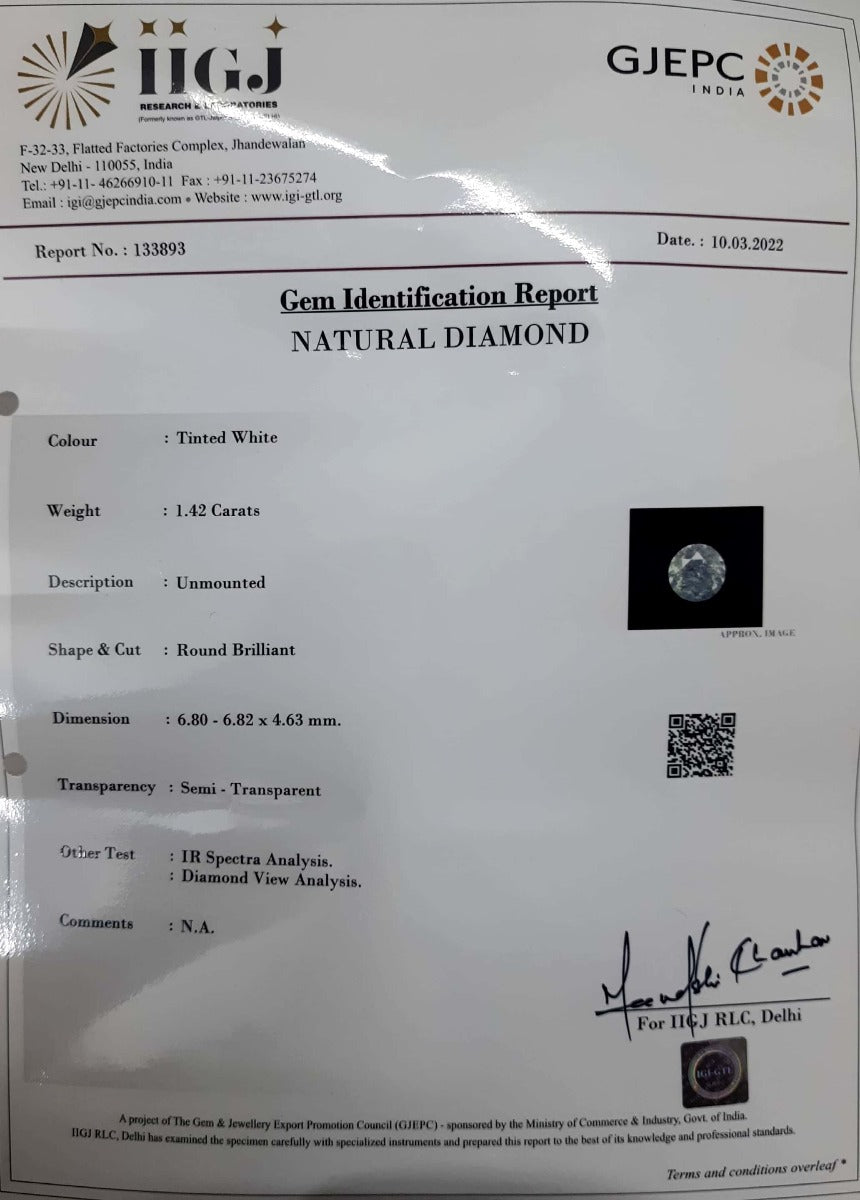 IIGJ
RESEARCH & LABORATORIES
GJEPC
INDIA
F-32-33, Flatted Factories Complex, Jhandewalan
New Delhi - 110055, India
Tel.: +91-11- 46266910-11 Fax : +91-11-23675274
Email : igi@gjepcindia.com • Website : www.igi-gtl.org
Report No. : 133893
Date. : 10.03.2022
Gem Identification Report
NATURAL DIAMOND
Colour : Tinted White
Weight : 1.42 Carats
Description : Unmounted
Shape & Cut : Round Brilliant
Dimension : 6.80 - 6.82 x 4.63 mm.
Transparency : Semi - Transparent
Other Test : IR Spectra Analysis.
: Diamond View Analysis.
Comments : N.A.
APPROX. IMAGE
Meenakshi Chauhan
For IIGJ RLC, Delhi
IGI-GTL
A project of The Gem & Jewellery Export Promotion Council (GJEPC) - sponsored by the Ministry of Commerce & Industry, Govt. of India.
IIGJ RLC, Delhi has examined the specimen carefully with specialized instruments and prepared this report to the best of its knowledge and professional standards.
Terms and conditions overleaf *